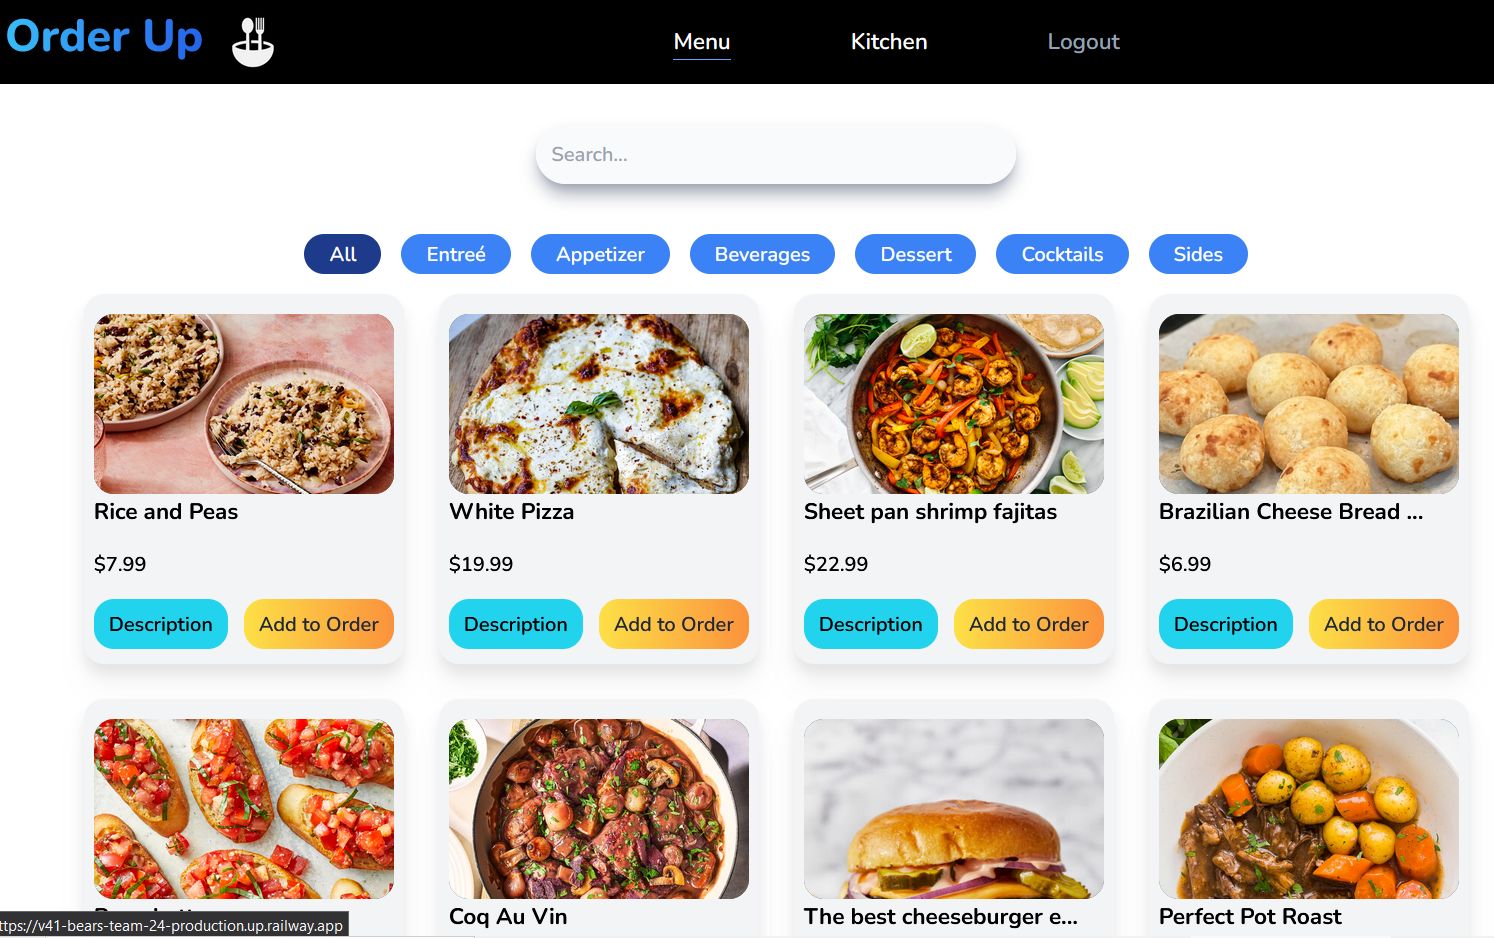 Order Up
Menu Kitchen Logout
Search...
All Entreé Appetizer Beverages Dessert Cocktails Sides
Rice and Peas White Pizza Sheet pan shrimp fajitas Brazilian Cheese Bread ...
$7.99 $19.99 $22.99 $6.99
Description Add to Order Description Add to Order Description Add to Order Description Add to Order
Coq Au Vin The best cheeseburger e... Perfect Pot Roast
ttps://v41-bears-team-24-production.up.railway.app